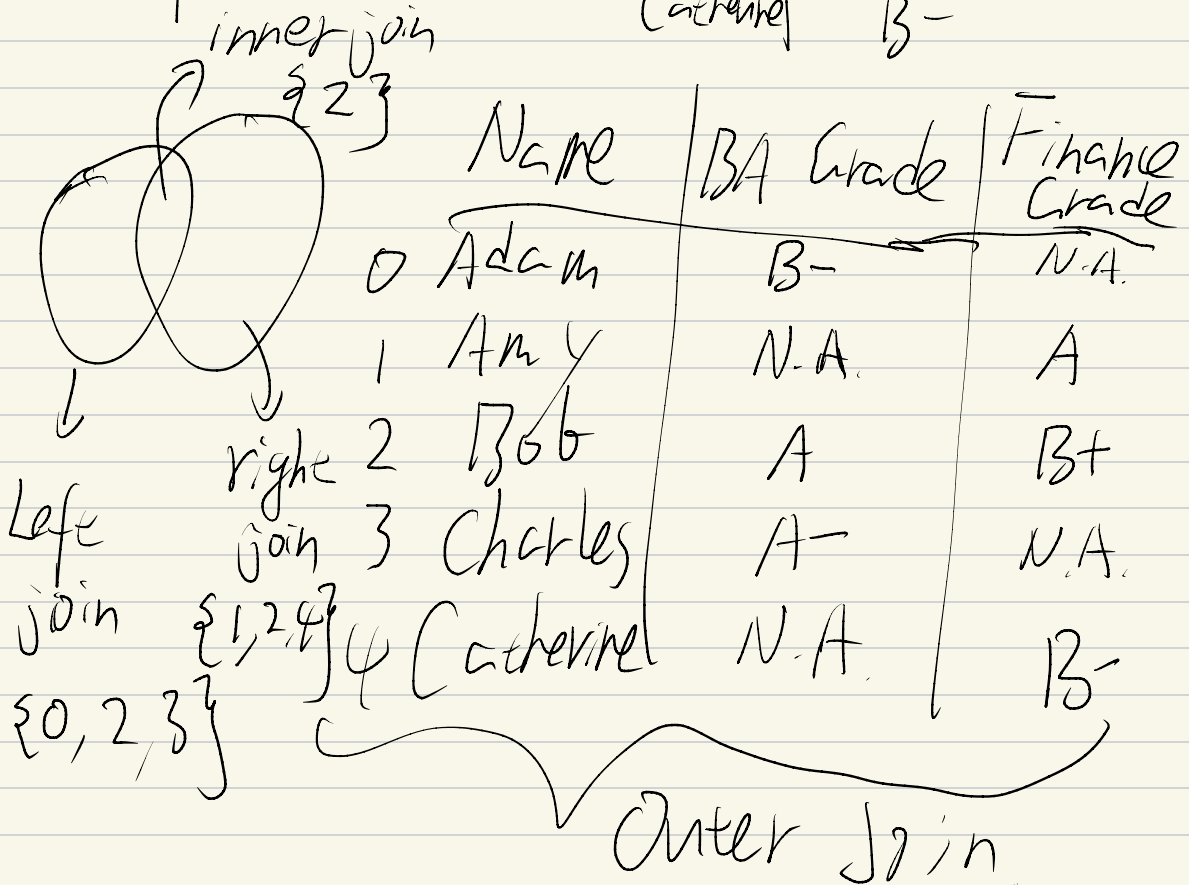 inner join
Catherine B-
{2}
Name BA Grade Finance Grade
0 Adam B- N.A.
1 Amy N.A. A
2 Bob A B+
3 Charles A- N.A.
4 Catherine N.A. B-
Left
join
{0, 2, 3}
right
join
{1, 2, 4}
Outer Join